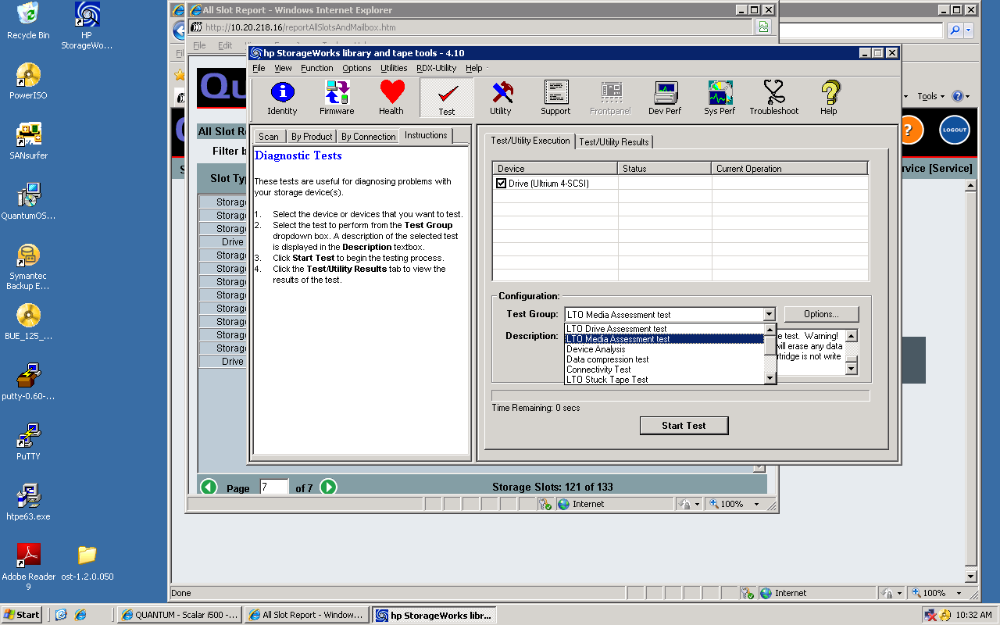 Recycle Bin
HP
StorageWo...
PowerISO
SANsurfer
QuantumOS...
Symantec
Backup E...
BUE_125_...
putty-0.60-...
PuTTY
htpe63.exe
Adobe Reader
9
ost-1.2.0.050
All Slot Report - Windows Internet Explorer
http://10.20.218.16/reportAllSlotsAndMailbox.htm
File Edit
Qu
All Slot R
Filter b
Slot Typ
Storage
Storage
Storage
Drive
Storage
Storage
Storage
Storage
Storage
Storage
Storage
Storage
Drive
Page 7 of 7
Storage Slots: 121 of 133
Internet
100%
Tools
?
LOGOUT
rvice [Service]
hp StorageWorks library and tape tools - 4.10
File View Function Options Utilities RDX-Utility Help
Identity Firmware Health Test Utility Support Frontpanel Dev Perf Sys Perf Troubleshoot Help
Scan By Product By Connection Instructions
Diagnostic Tests
These tests are useful for diagnosing problems with
your storage device(s).
1. Select the device or devices that you want to test.
2. Select the test to perform from the Test Group
dropdown box. A description of the selected test
is displayed in the Description textbox.
3. Click Start Test to begin the testing process.
4. Click the Test/Utility Results tab to view the
results of the test.
Test/Utility Execution Test/Utility Results
Device Status Current Operation
Drive (Ultrium 4-SCSI)
Configuration:
Test Group: LTO Media Assessment test Options...
Description:
LTO Drive Assessment test
LTO Media Assessment test
Device Analysis
Data compression test
Connectivity Test
LTO Stuck Tape Test
e test. Warning!
will erase any data
rtridge is not write
Time Remaining: 0 secs
Start Test
Done
Internet
100%
Start
QUANTUM - Scalar i500 -...
All Slot Report - Window...
hp StorageWorks libr...
10:32 AM